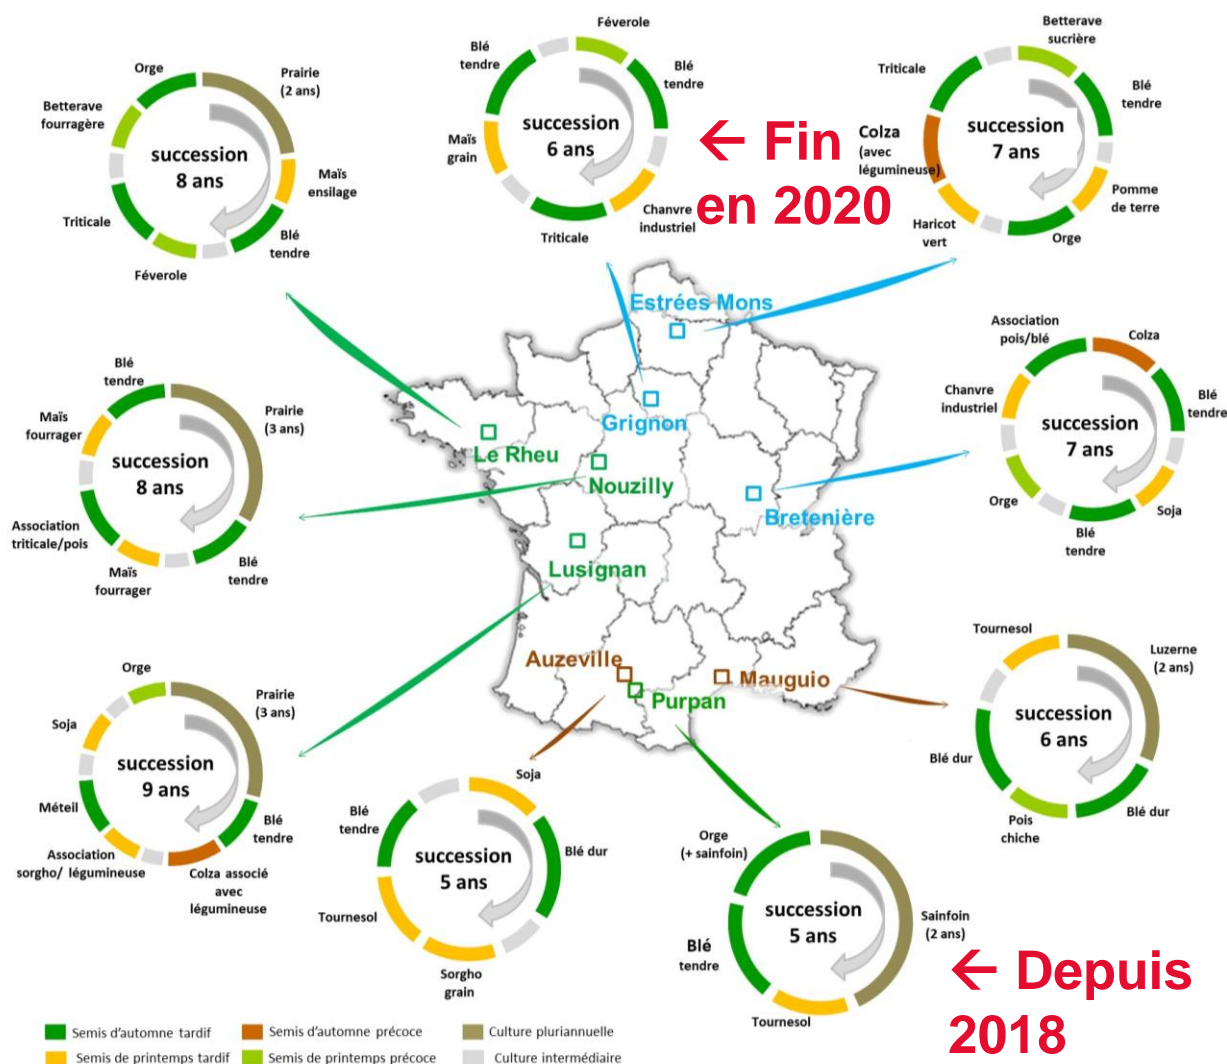 Orge
Prairie
(2 ans)
Betterave
fourragère
succession
8 ans
Maïs
ensilage
Triticale
Blé
tendre
Féverole
Féverole
Blé
tendre
Blé
tendre
succession
6 ans
Maïs
grain
Chanvre
industriel
Triticale
← Fin
en 2020
Betterave
sucrière
Triticale
Blé
tendre
Colza
(avec
légumineuse)
succession
7 ans
Pomme
de terre
Haricot
vert
Orge
Estrées Mons
Grignon
Le Rheu
Nouzilly
Bretenière
Lusignan
Auzeville
Mauguio
Purpan
Association
pois/blé
Colza
Chanvre
industriel
Blé
tendre
succession
7 ans
Orge
Soja
Blé
tendre
Blé
tendre
Maïs
fourrager
Prairie
(3 ans)
succession
8 ans
Association
triticale/pois
Maïs
fourrager
Blé
tendre
Tournesol
Luzerne
(2 ans)
succession
6 ans
Blé dur
Pois
chiche
Blé dur
Orge
Prairie
(3 ans)
Soja
succession
9 ans
Méteil
Blé
tendre
Association
sorgho/ légumineuse
Colza associé
avec
légumineuse
Soja
Blé
tendre
Blé dur
succession
5 ans
Tournesol
Sorgho
grain
Orge
(+ sainfoin)
succession
5 ans
Sainfoin
(2 ans)
Blé
tendre
Tournesol
← Depuis
2018
Semis d'automne tardif
Semis d'automne précoce
Culture pluriannuelle
Semis de printemps tardif
Semis de printemps précoce
Culture intermédiaire